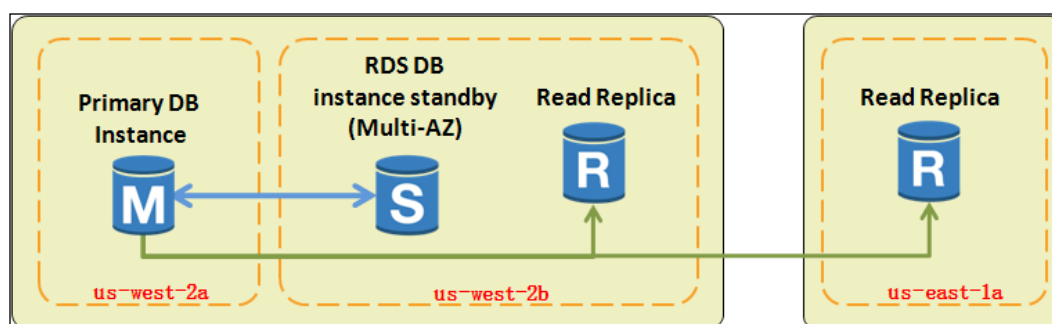 Primary DB
Instance
RDS DB
instance standby
(Multi-AZ)
Read Replica
Read Replica
M
S
R
R
us-west-2a
us-west-2b
us-east-1a